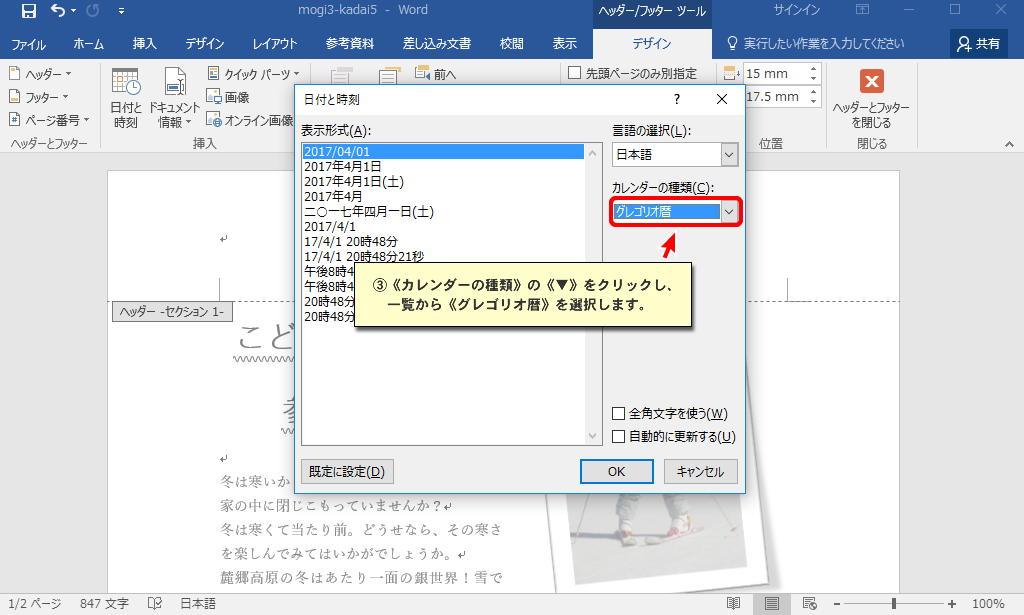 mogi3-kadai5 - Word
ヘッダー/フッター ツール
サインイン
ファイル ホーム 挿入 デザイン レイアウト 参考資料 差し込み文書 校閲 表示 デザイン 実行したい作業を入力してください 共有
ヘッダー
フッター
ページ番号
ヘッダーとフッター
日付と
時刻
ドキュメント
情報
クイック パーツ
画像
オンライン画像
挿入
前へ
先頭ページのみ別指定
15 mm
17.5 mm
位置
ヘッダーとフッター
を閉じる
閉じる
日付と時刻
?
表示形式(A):
2017/04/01
2017年4月1日
2017年4月1日(土)
2017年4月
二〇一七年四月一日(土)
2017/4/1
17/4/1 20時48分
17/4/1 20時48分21秒
午後8時4
午後8時4
20時48分
20時48分
言語の選択(L):
日本語
カレンダーの種類(C):
グレゴリオ暦
③《カレンダーの種類》の《▼》をクリックし、
一覧から《グレゴリオ暦》を選択します。
全角文字を使う(W)
自動的に更新する(U)
既定に設定(D)
OK
キャンセル
ヘッダー -セクション 1-
こど
冬は寒いか
家の中に閉じこもっていませんか?
冬は寒くて当たり前。どうせなら、その寒さ
を楽しんでみてはいかがでしょうか。
麓郷高原の冬はあたり一面の銀世界！雪で
1/2 ページ 847 文字 日本語
100%